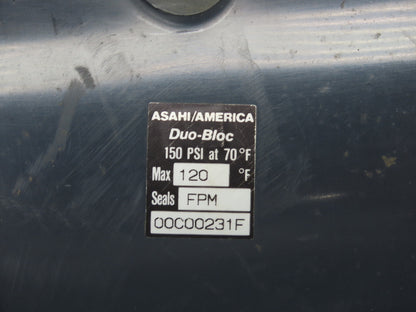 ASAHI/AMERICA
Duo-Bloc
150 PSI at 70°F
Max 120 °F
Seals FPM
00C00231F